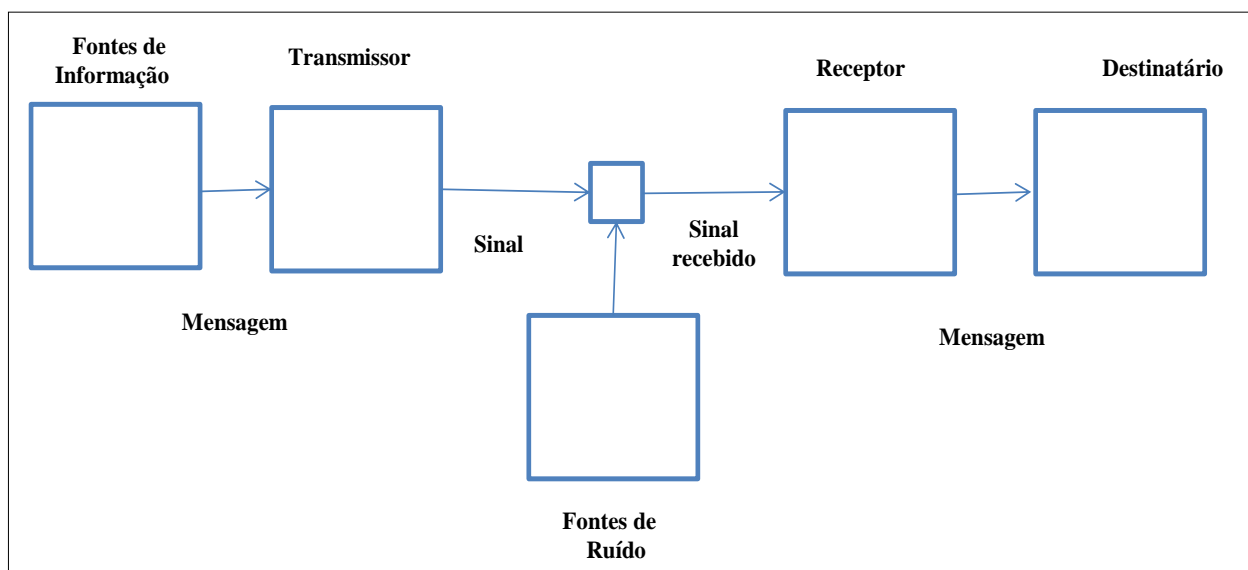 Fontes de
Informação
Transmissor
Receptor
Destinatário
Sinal
Sinal
recebido
Mensagem
Mensagem
Fontes de
Ruído